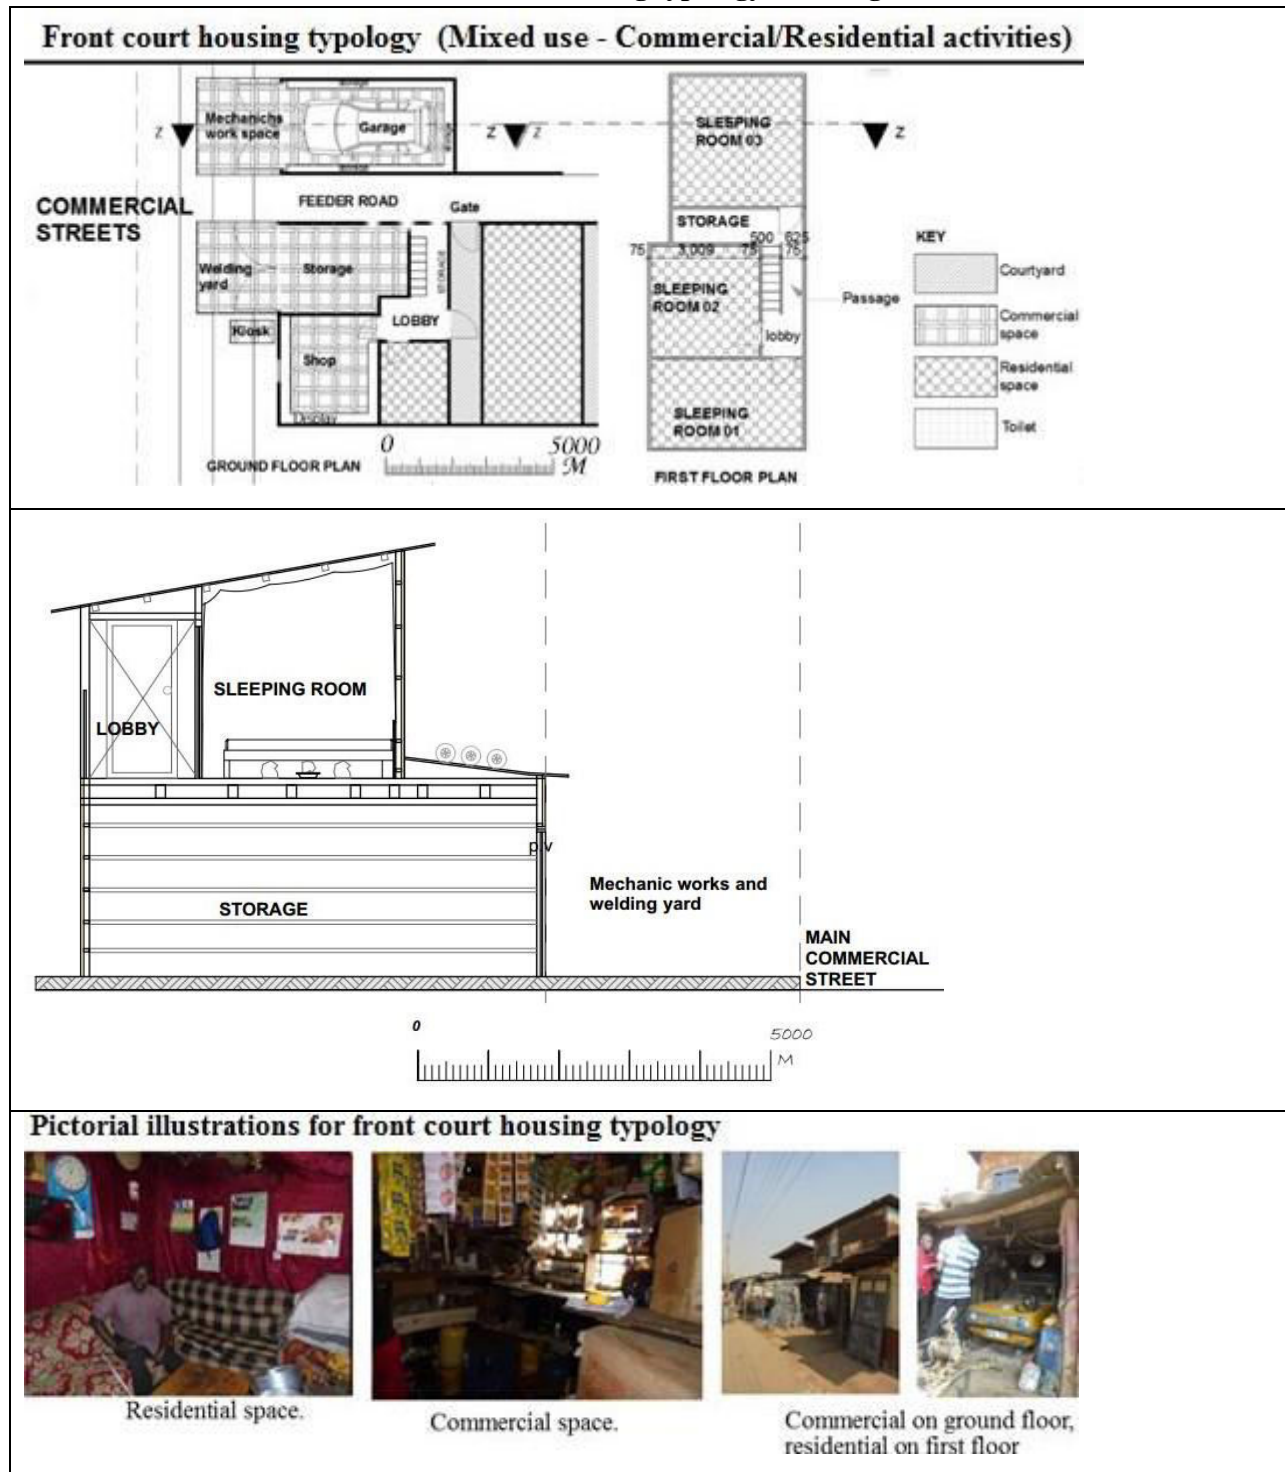 Front court housing typology (Mixed use - Commercial/Residential activities)
Mechanichs
work space
Garage
Z
Z
Z
Z
SLEEPING
ROOM 03
COMMERCIAL
STREETS
FEEDER ROAD
Gate
STORAGE
500 625
75 3,009 75 75
KEY
Courtyard
Welding
yard
Storage
STORAGE
SLEEPING
ROOM 02
Passage
Commercial
space
Kiosk
LOBBY
lobby
Shop
Residential
space
Display
SLEEPING
ROOM 01
Toilet
0
5000
M
GROUND FLOOR PLAN
FIRST FLOOR PLAN
SLEEPING ROOM
LOBBY
STORAGE
Mechanic works and
welding yard
MAIN
COMMERCIAL
STREET
0
5000
M
Pictorial illustrations for front court housing typology
Residential space.
Commercial space.
Commercial on ground floor,
residential on first floor